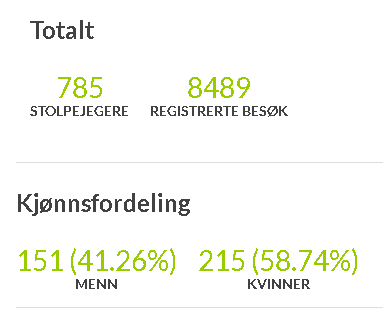 Totalt
785 8489
STOLPEJEGERE REGISTRERTE BESØK
Kjønnsfordeling
151 (41.26%) 215 (58.74%)
MENN KVINNER